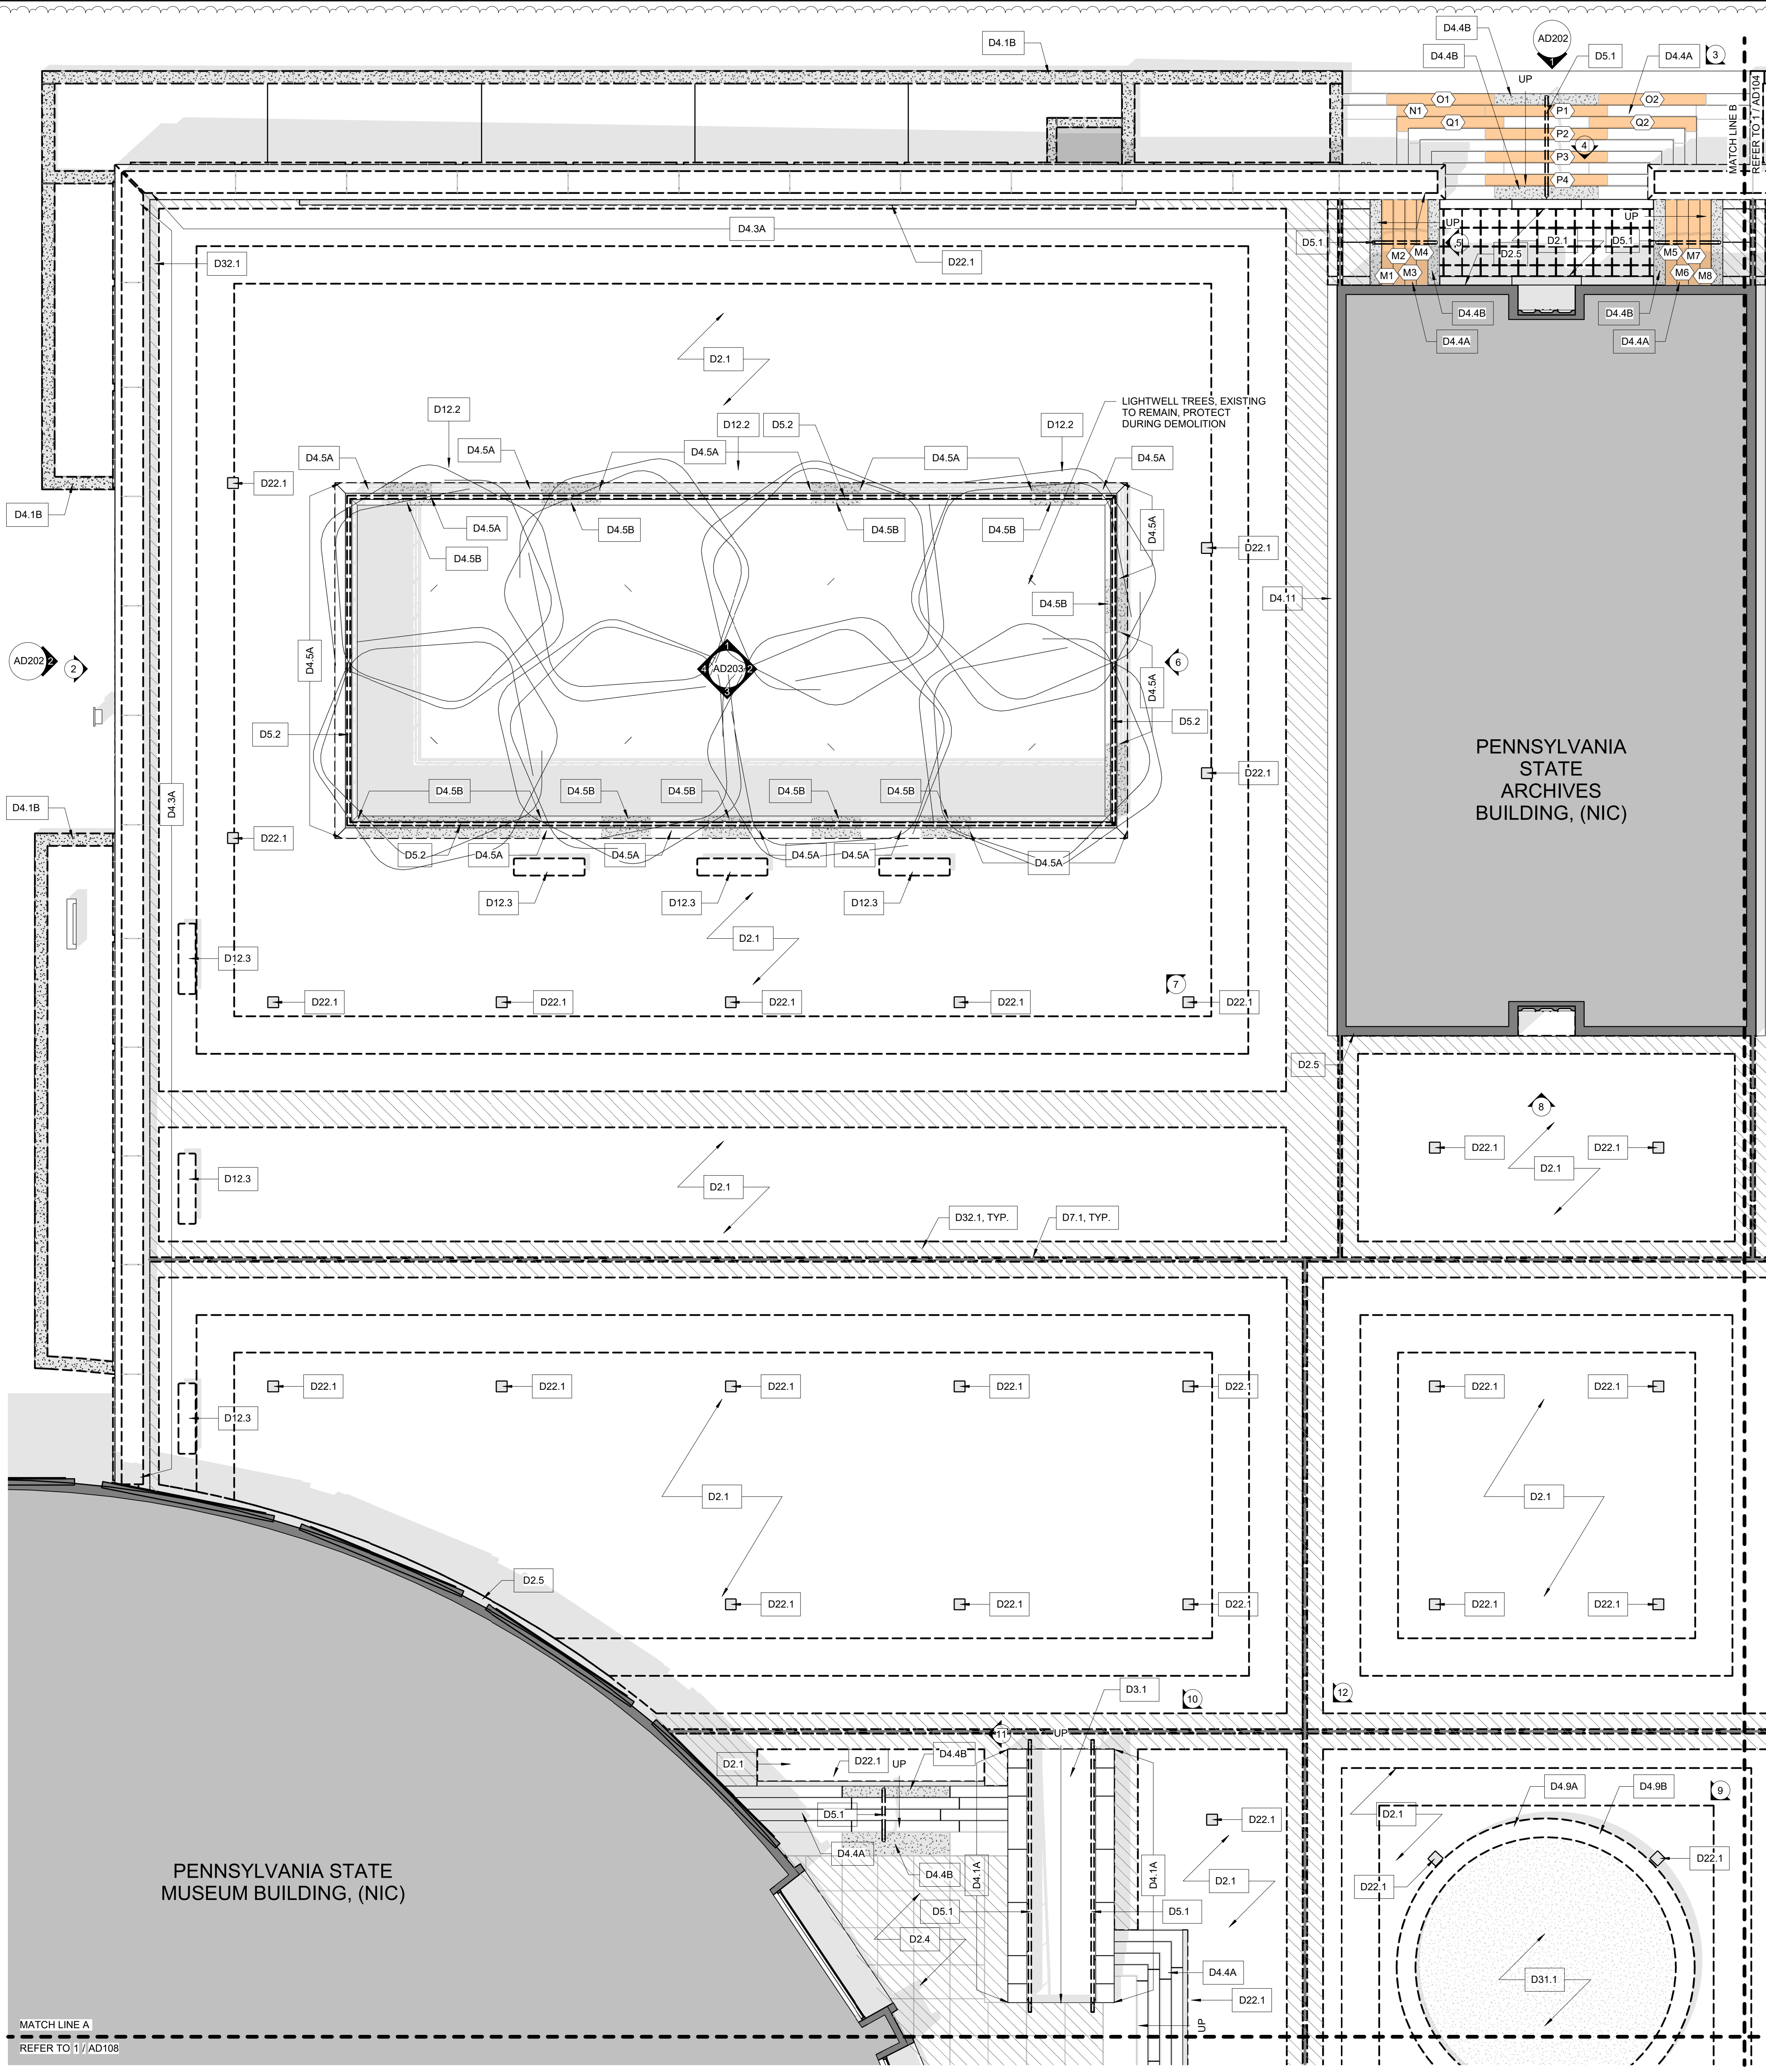 D4.4B
AD202
1
D4.1B
D4.4B
D5.1
D4.4A
3
UP
MATCH LINE B
REFER TO 1 / AD104
O1
O2
N1
P1
Q1
Q2
P2
4
P3
P4
D4.3A
UP
UP
D5.1
5
D2.1
D5.1
D32.1
D22.1
M2
M4
D2.5
M5
M7
M1
M3
M6
M8
D4.4B
D4.4B
D4.4A
D4.4A
D2.1
LIGHTWELL TREES, EXISTING
TO REMAIN, PROTECT
DURING DEMOLITION
D12.2
D12.2
D5.2
D12.2
D4.5A
D4.5A
D4.5A
D4.5A
D4.5A
D22.1
D4.1B
D4.5A
D4.5B
D4.5B
D4.5B
D4.5A
D4.5B
D22.1
D4.11
D4.5B
AD202
2
2
D4.5A
1
4
AD203
2
3
D4.5A
6
D5.2
D5.2
PENNSYLVANIA
STATE
ARCHIVES
BUILDING, (NIC)
D22.1
D4.1B
D4.3A
D4.5B
D4.5B
D4.5B
D4.5B
D4.5B
D22.1
D5.2
D4.5A
D4.5A
D4.5A
D4.5A
D4.5A
D12.3
D12.3
D12.3
D2.1
D12.3
7
D22.1
D22.1
D22.1
D22.1
D22.1
D2.5
8
D22.1
D22.1
D2.1
D12.3
D2.1
D32.1, TYP.
D7.1, TYP.
D22.1
D22.1
D22.1
D22.1
D22.1
D22.1
D22.1
D12.3
D2.1
D2.1
D2.5
D22.1
D22.1
D22.1
D22.1
D22.1
D3.1
10
12
11
UP
D2.1
D22.1
D4.4B
UP
D4.9A
D4.9B
9
D5.1
D22.1
D2.1
D4.4A
D22.1
PENNSYLVANIA STATE
MUSEUM BUILDING, (NIC)
D4.4B
D4.1A
D4.1A
D2.1
D22.1
D5.1
D5.1
D2.4
D4.4A
D31.1
D22.1
UP
MATCH LINE A
REFER TO 1 / AD108